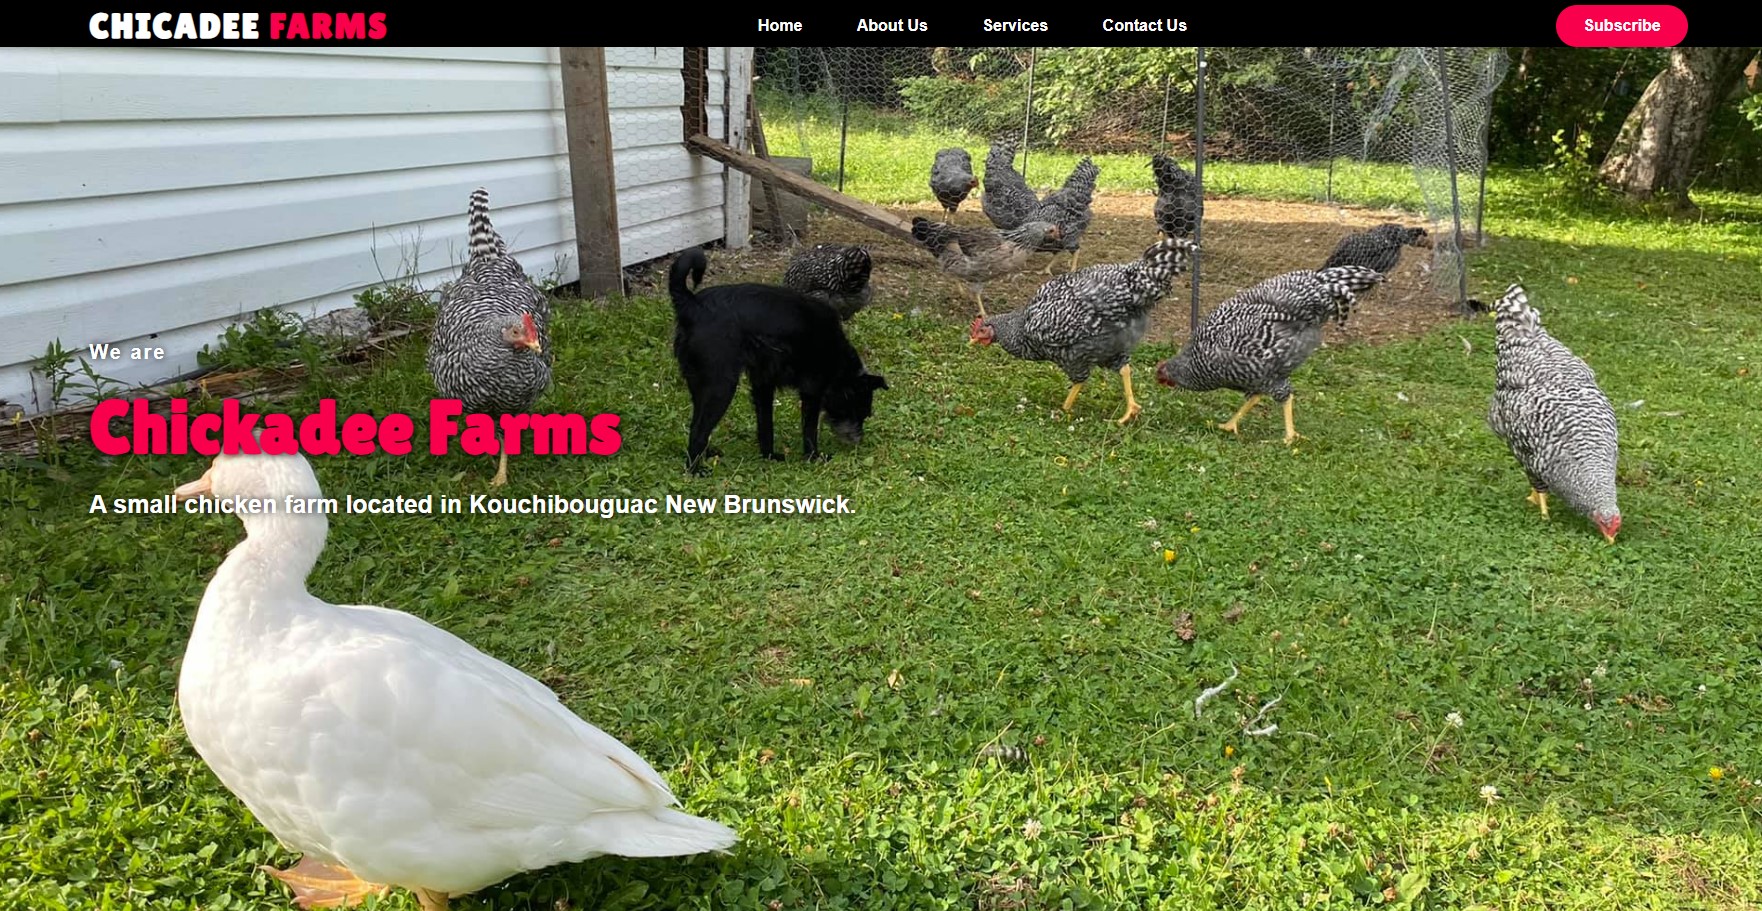 CHICADEE FARMS
Home
About Us
Services
Contact Us
Subscribe
We are
Chickadee Farms
A small chicken farm located in Kouchibouguac New Brunswick.